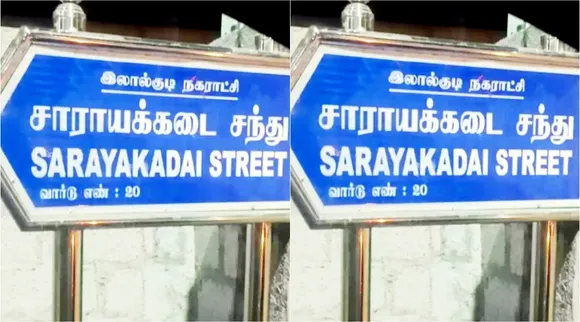 இலால்குடி நகராட்சி
சாராயக்கடை சந்து
SARAYAKADAI STREET
வார்டு எண் : 20
இலால்குடி நகராட்சி
சாராயக்கடை சந்து
SARAYAKADAI STREET
வார்டு எண் : 20